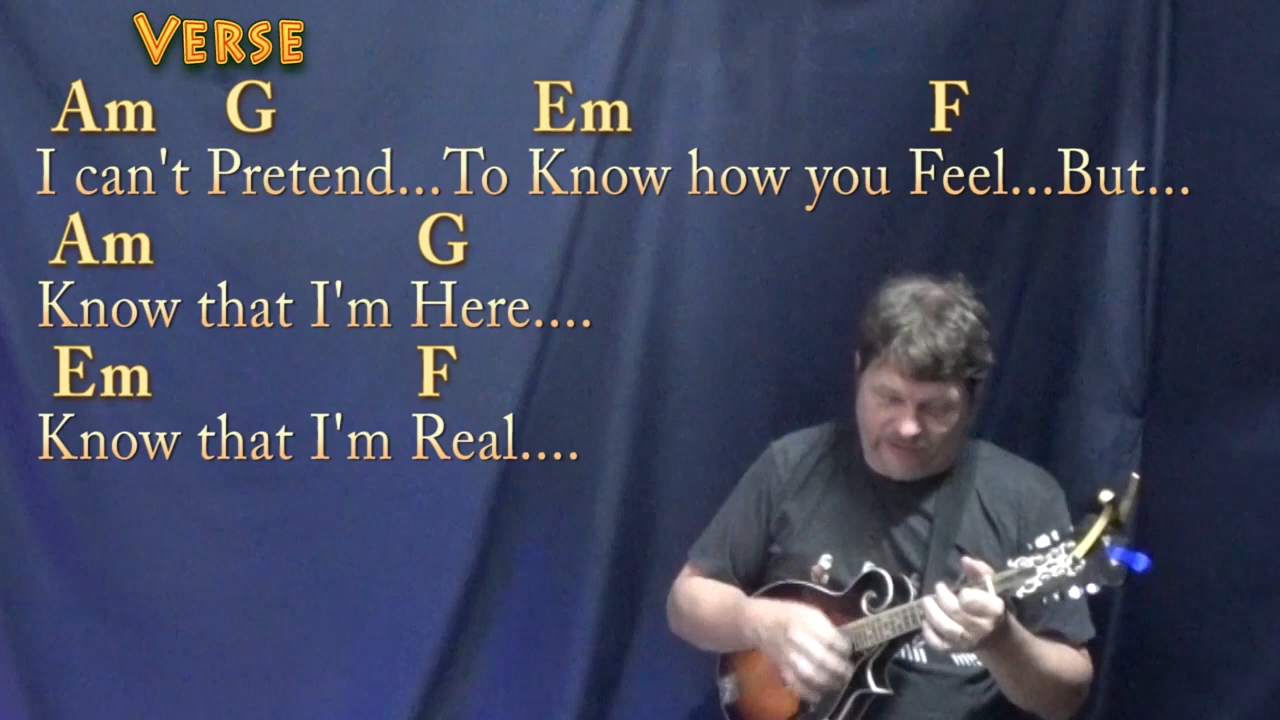 VERSE
Am G Em F
I can't Pretend...To Know how you Feel...But...
Am G
Know that I'm Here....
Em F
Know that I'm Real....